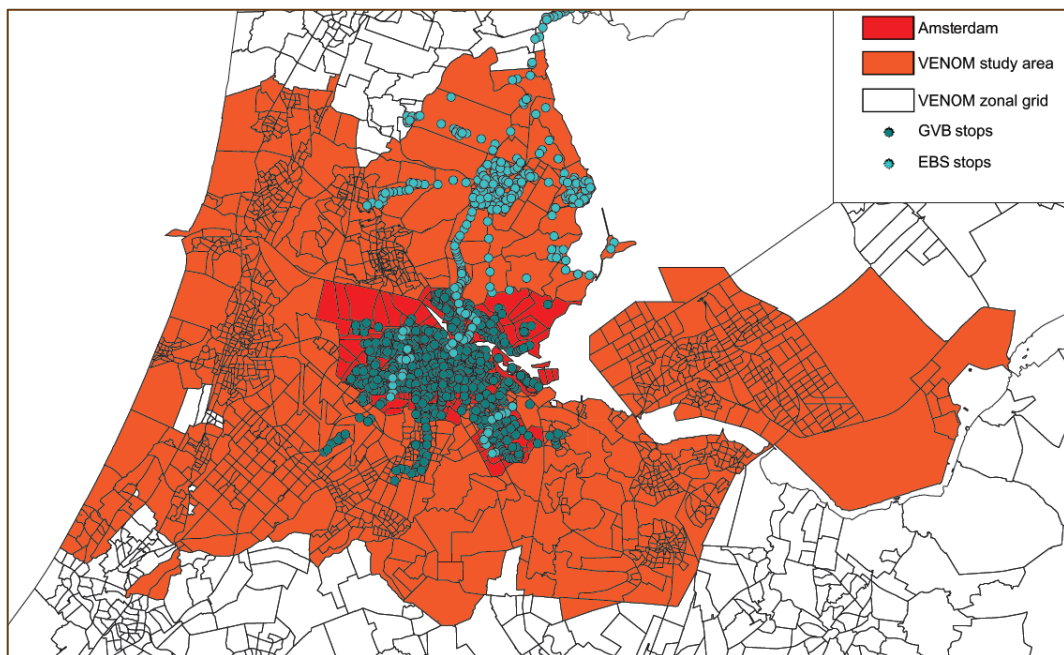 Amsterdam
VENOM study area
VENOM zonal grid
GVB stops
EBS stops